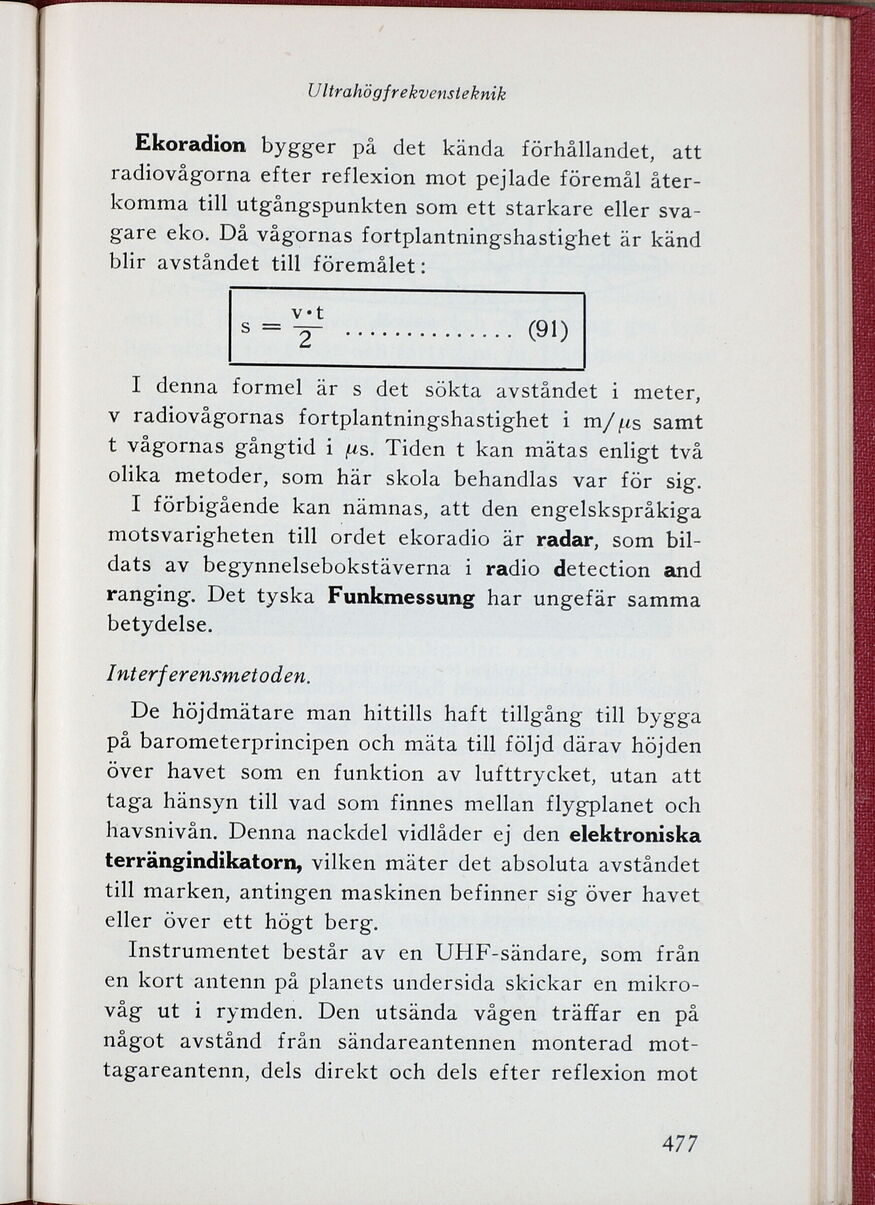 Ultrahögfrekvensteknik
Ekoradion bygger på det kända förhållandet, att
radiovågorna efter reflexion mot pejlade föremål åter-
komma till utgångspunkten som ett starkare eller sva-
gare eko. Då vågornas fortplantningshastighet är känd
blir avståndet till föremålet:
s = v·t/2 .............. (91)
I denna formel är s det sökta avståndet i meter,
v radiovågornas fortplantningshastighet i m/µs samt
t vågornas gångtid i µs. Tiden t kan mätas enligt två
olika metoder, som här skola behandlas var för sig.
I förbigående kan nämnas, att den engelskspråkiga
motsvarigheten till ordet ekoradio är radar, som bil-
dats av begynnelsebokstäverna i radio detection and
ranging. Det tyska Funkmessung har ungefär samma
betydelse.
Interferensmetoden.
De höjdmätare man hittills haft tillgång till bygga
på barometerprincipen och mäta till följd därav höjden
över havet som en funktion av lufttrycket, utan att
taga hänsyn till vad som finnes mellan flygplanet och
havsnivån. Denna nackdel vidlåder ej den elektroniska
terrängindikatorn, vilken mäter det absoluta avståndet
till marken, antingen maskinen befinner sig över havet
eller över ett högt berg.
Instrumentet består av en UHF-sändare, som från
en kort antenn på planets undersida skickar en mikro-
våg ut i rymden. Den utsända vågen träffar en på
något avstånd från sändareantennen monterad mot-
tagareantenn, dels direkt och dels efter reflexion mot
477